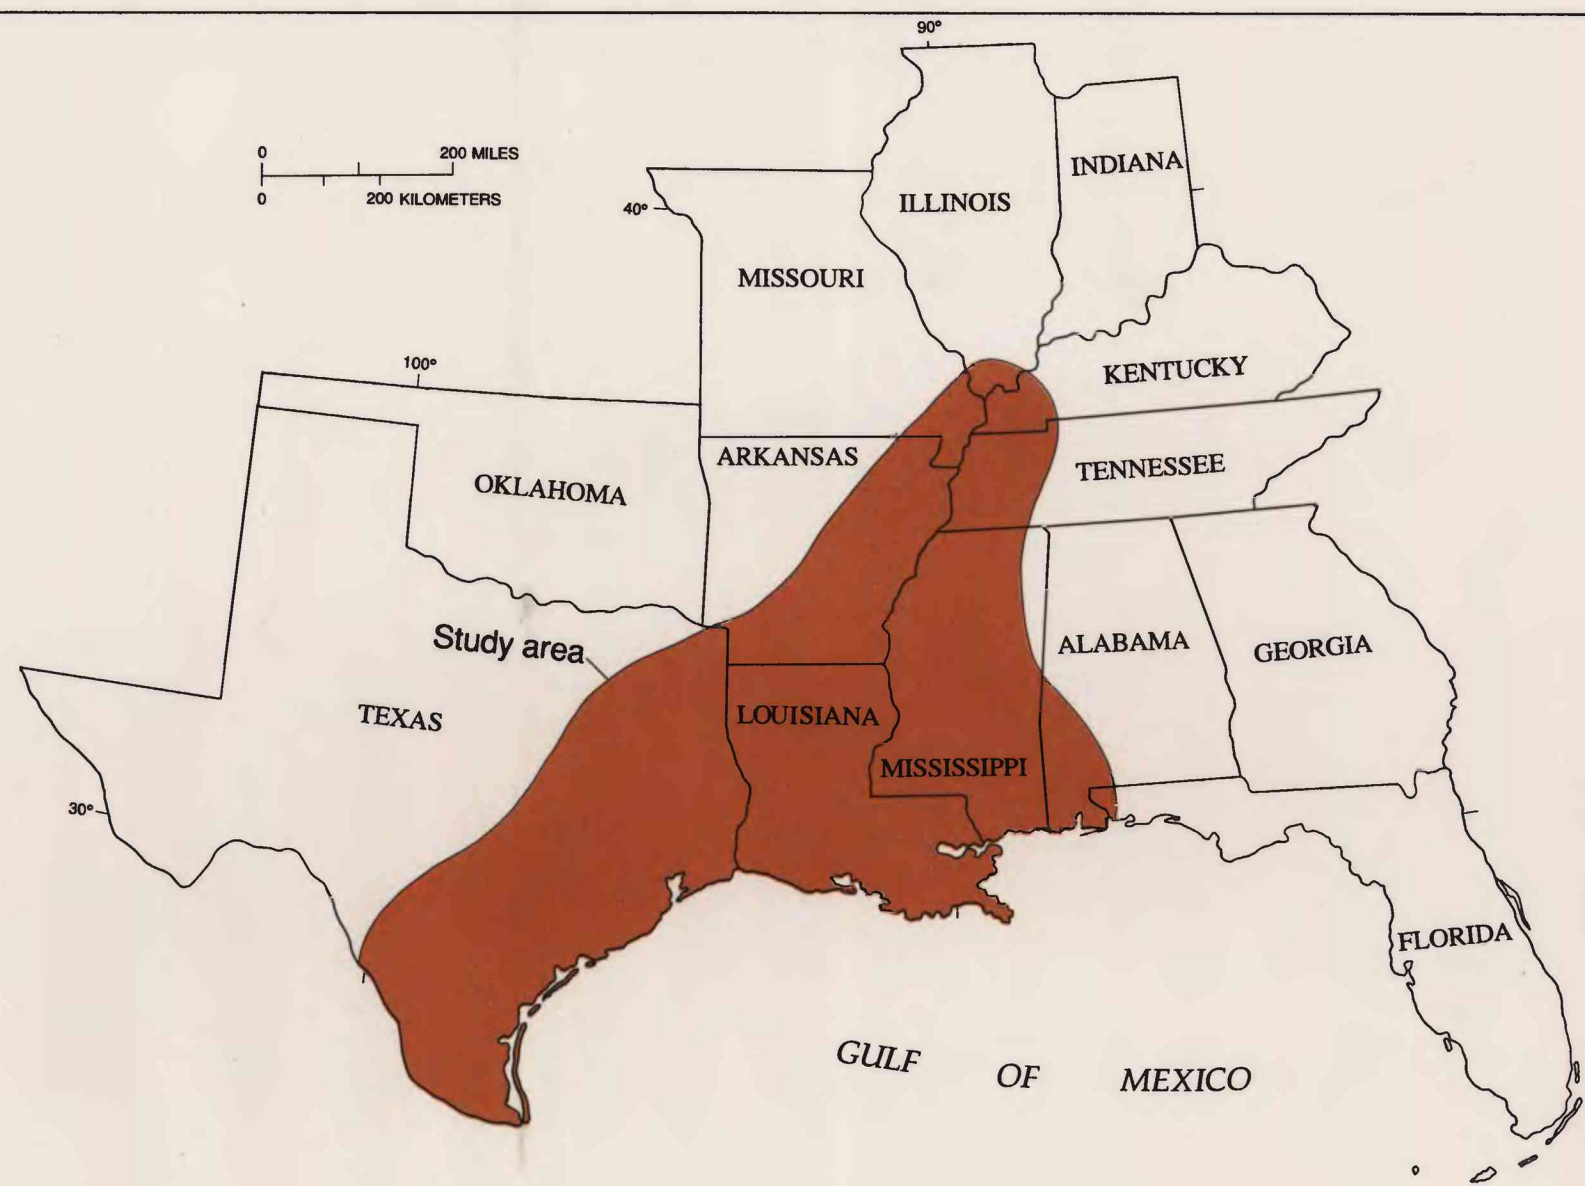 90°
0 200 MILES
0 200 KILOMETERS
INDIANA
ILLINOIS
40°
MISSOURI
100°
KENTUCKY
ARKANSAS
TENNESSEE
OKLAHOMA
Study area
ALABAMA
GEORGIA
TEXAS
LOUISIANA
MISSISSIPPI
30°
FLORIDA
GULF OF MEXICO